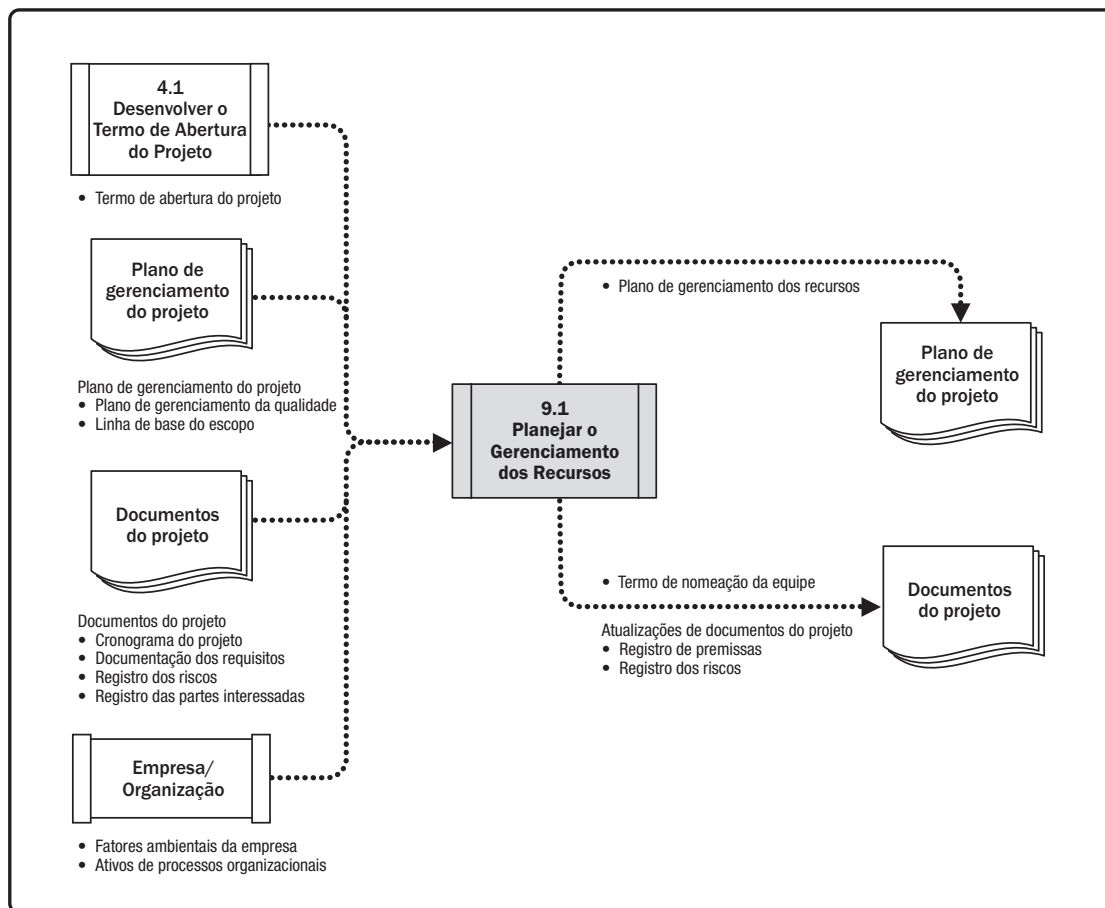 4.1
Desenvolver o
Termo de Abertura
do Projeto
• Termo de abertura do projeto
Plano de
gerenciamento
do projeto
Plano de gerenciamento do projeto
• Plano de gerenciamento da qualidade
• Linha de base do escopo
Documentos
do projeto
Documentos do projeto
• Cronograma do projeto
• Documentação dos requisitos
• Registro dos riscos
• Registro das partes interessadas
Empresa/
Organização
• Fatores ambientais da empresa
• Ativos de processos organizacionais
9.1
Planejar o
Gerenciamento
dos Recursos
• Plano de gerenciamento dos recursos
Plano de
gerenciamento
do projeto
• Termo de nomeação da equipe
Atualizações de documentos do projeto
• Registro de premissas
• Registro dos riscos
Documentos
do projeto